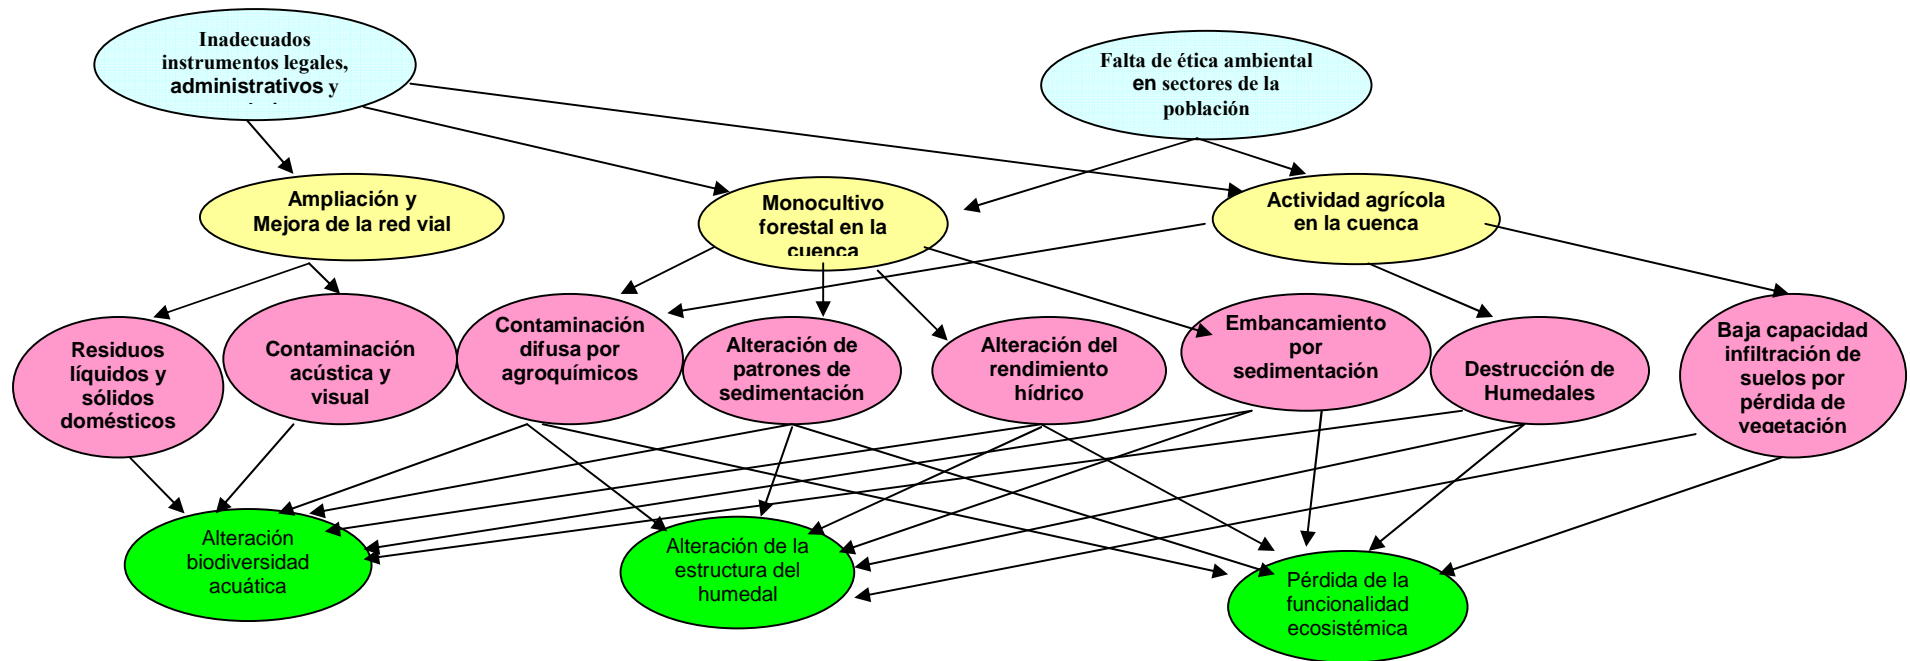 Inadecuados
instrumentos legales,
administrativos y
Falta de ética ambiental
en sectores de la
población
Ampliación y
Mejora de la red vial
Monocultivo
forestal en la
cuenca
Actividad agrícola
en la cuenca
Residuos
líquidos y
sólidos
domésticos
Contaminación
acústica y
visual
Contaminación
difusa por
agroquímicos
Alteración de
patrones de
sedimentación
Alteración del
rendimiento
hídrico
Embancamiento
por
sedimentación
Destrucción de
Humedales
Baja capacidad
infiltración de
suelos por
pérdida de
vegetación
Alteración
biodiversidad
acuática
Alteración de la
estructura del
humedal
Pérdida de la
funcionalidad
ecosistémica